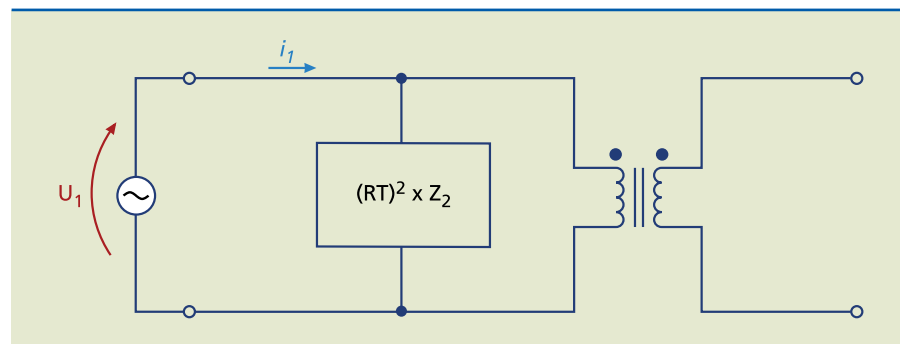 i₁
(RT)² x Z₂
U₁